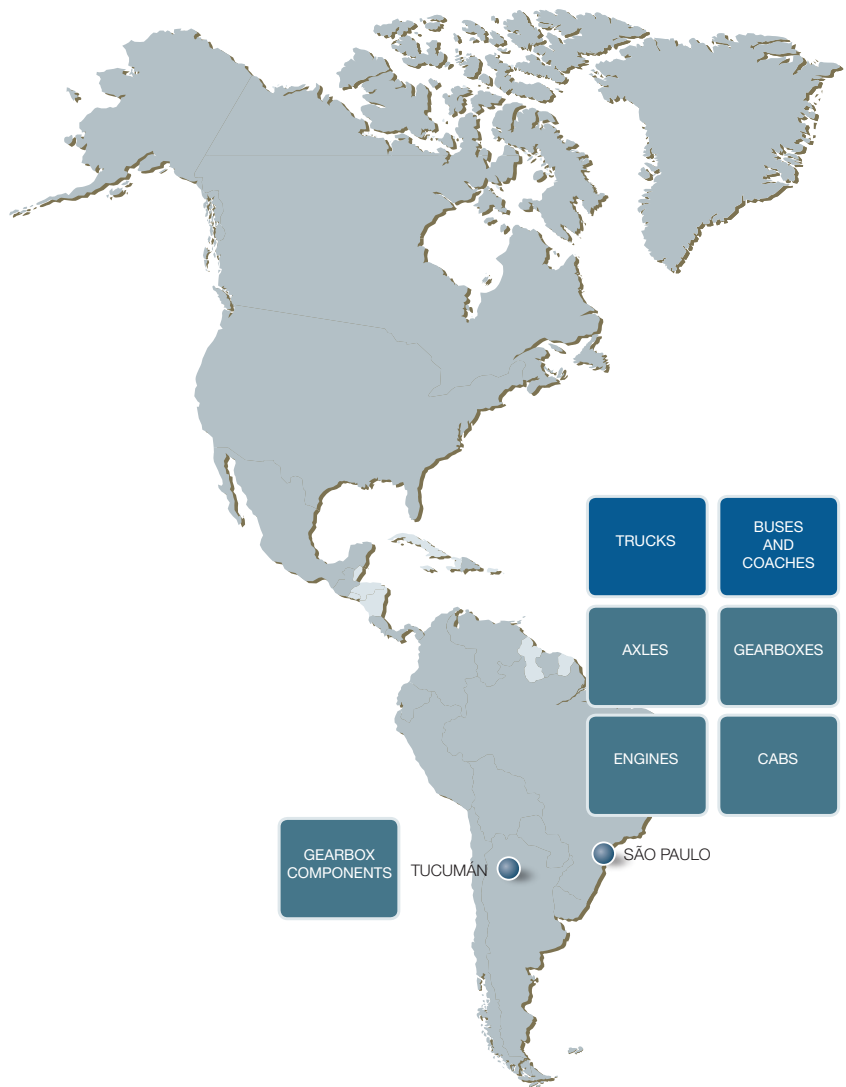 TRUCKS
BUSES
AND
COACHES
AXLES
GEARBOXES
ENGINES
CABS
GEARBOX
COMPONENTS
TUCUMÁN
SÃO PAULO